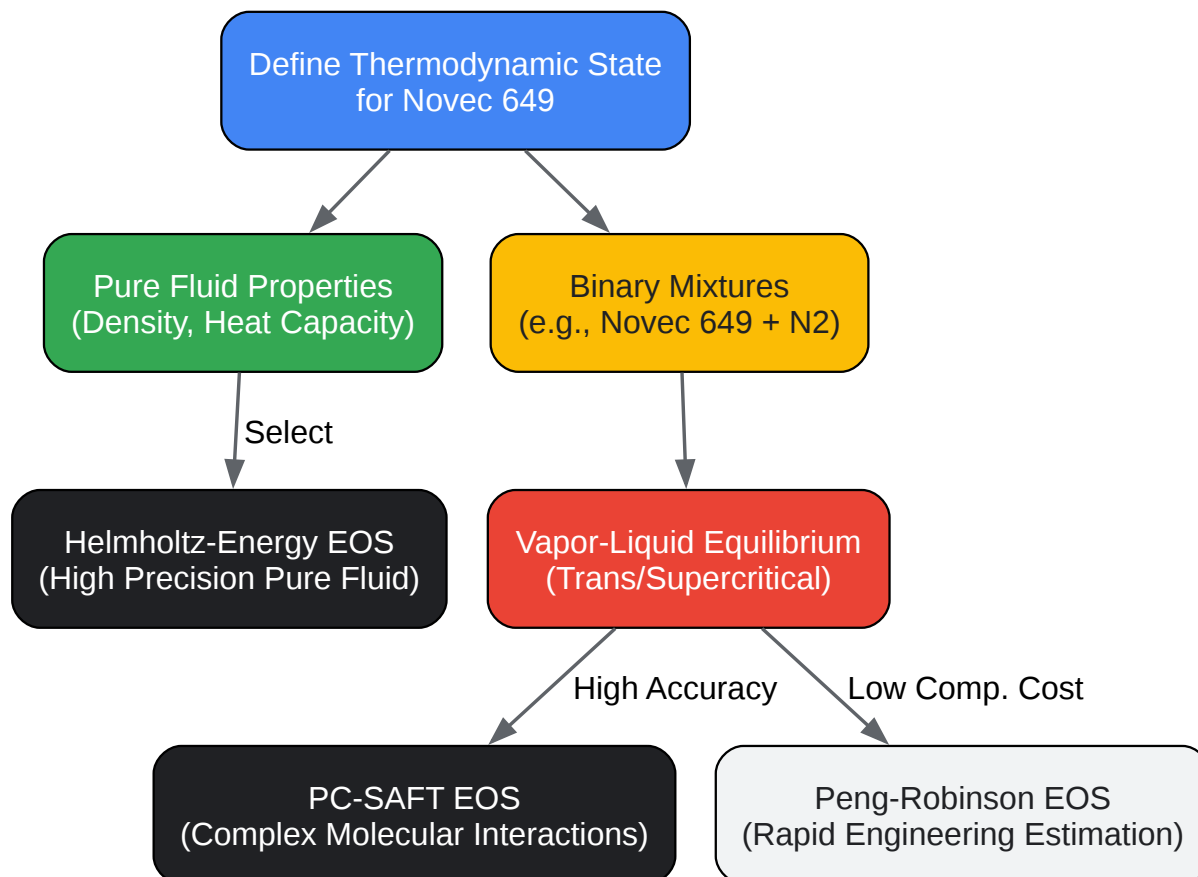 Define Thermodynamic State
for Novec 649
Pure Fluid Properties
(Density, Heat Capacity)
Binary Mixtures
(e.g., Novec 649 + N2)
Select
Helmholtz-Energy EOS
(High Precision Pure Fluid)
Vapor-Liquid Equilibrium
(Trans/Supercritical)
High Accuracy
Low Comp. Cost
PC-SAFT EOS
(Complex Molecular Interactions)
Peng-Robinson EOS
(Rapid Engineering Estimation)